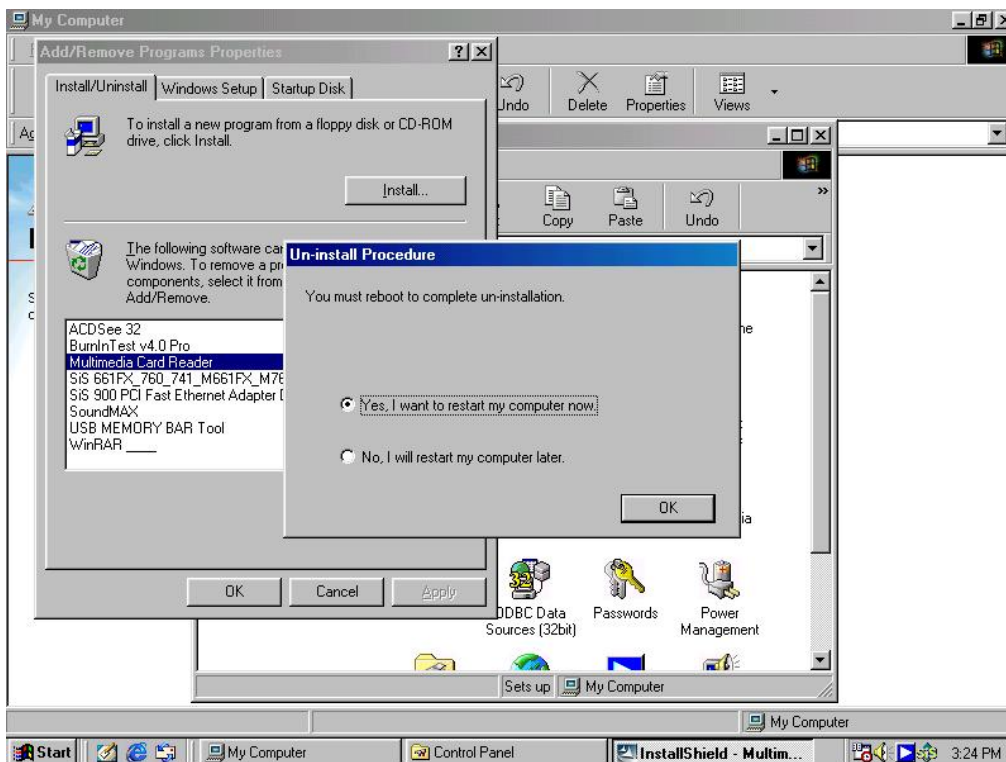 My Computer
Add/Remove Programs Properties
Install/Uninstall
Windows Setup
Startup Disk
Undo
Delete
Properties
Views
To install a new program from a floppy disk or CD-ROM
drive, click Install.
Install...
Copy
Paste
Undo
The following software can
Windows. To remove a pr
components, select it from
Add/Remove.
Un-install Procedure
You must reboot to complete un-installation.
Yes, I want to restart my computer now.
No, I will restart my computer later.
OK
ACDSee 32
BurnInTest v4.0 Pro
Multimedia Card Reader
SiS 661FX_760_741_M661FX_M76
SiS 900 PCI Fast Ethernet Adapter D
SoundMAX
USB MEMORY BAR Tool
WinRAR ____
OK
Cancel
Apply
ODBC Data
Sources (32bit)
Passwords
Power
Management
Sets up
My Computer
My Computer
Start
My Computer
Control Panel
InstallShield - Multim...
3:24 PM